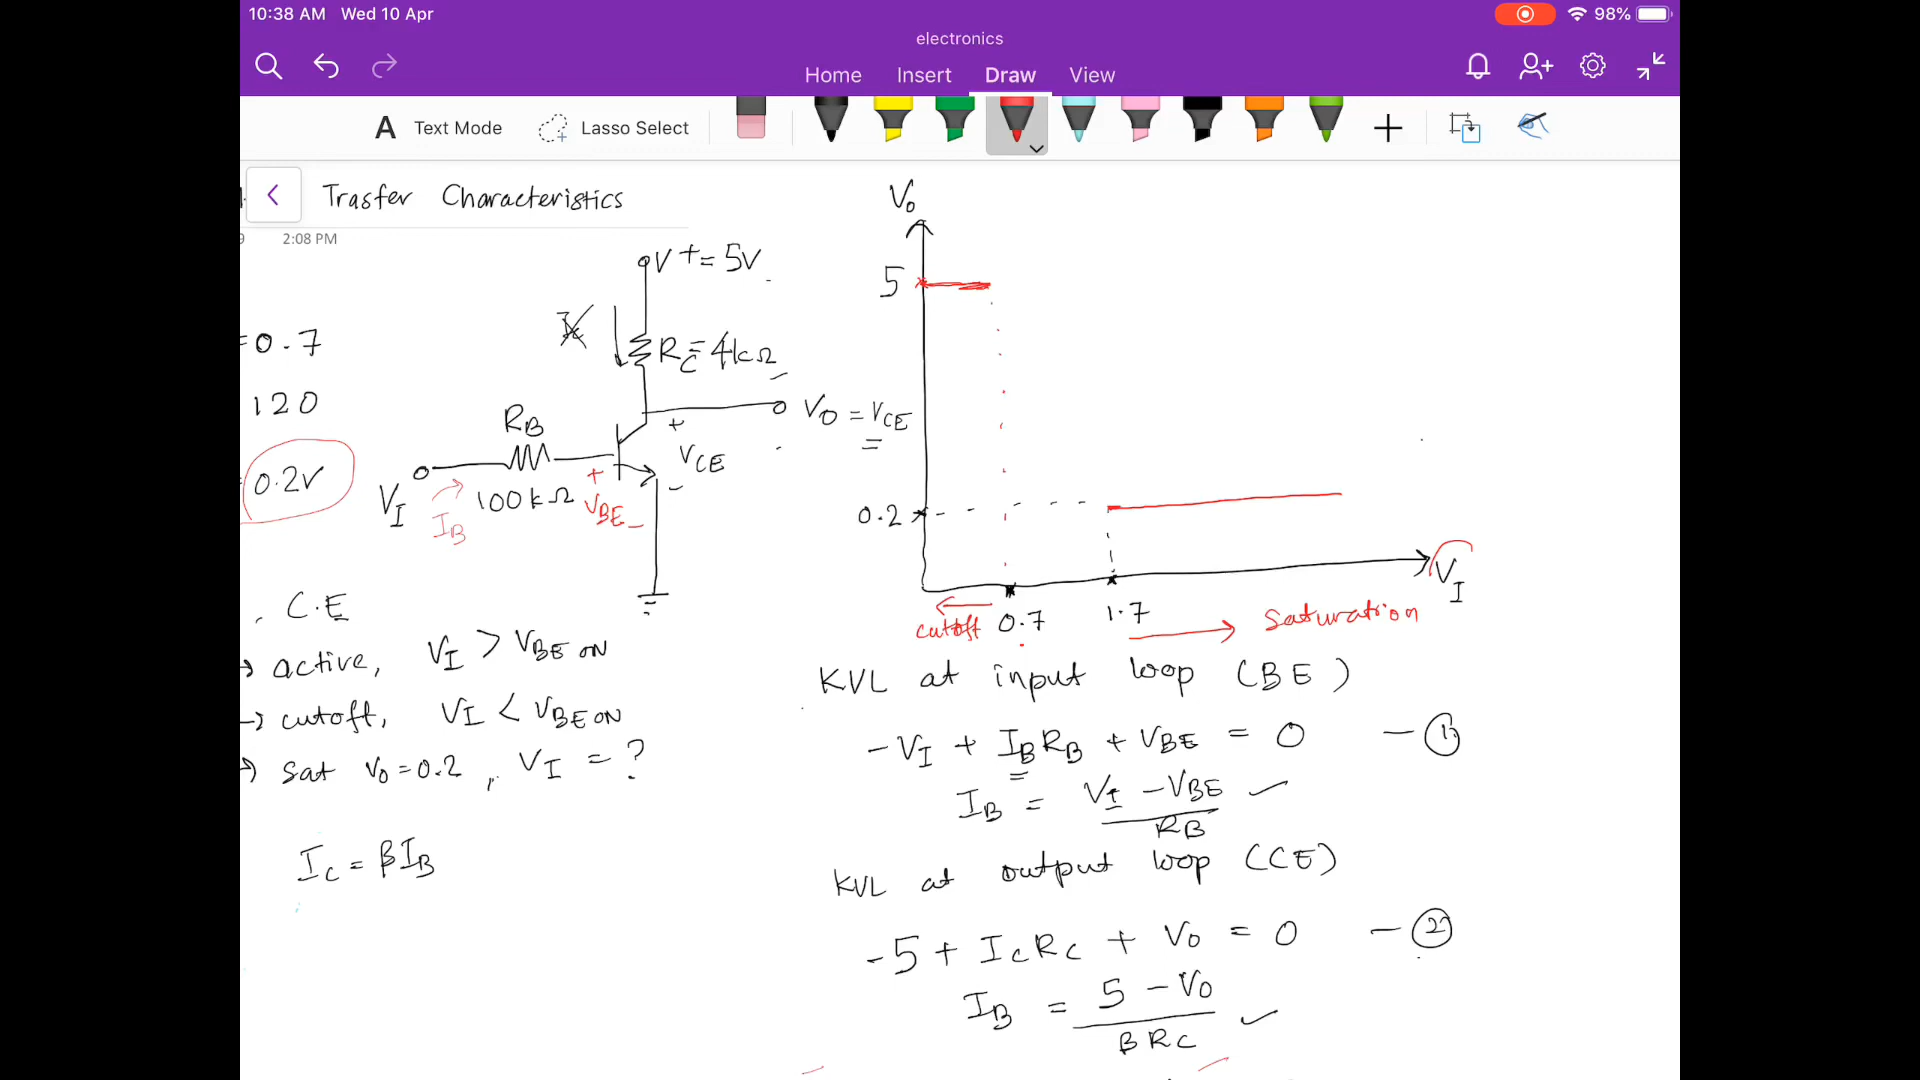 10:38 AM Wed 10 Apr
98%
electronics
Home Insert Draw View
A Text Mode Lasso Select
Trasfer Characteristics
9 2:08 PM
V+ = 5V
= 0.7
RC = 4kΩ
120
RB
VO = VCE
+
VCE
-
0.2V
VI
IB
100kΩ
+
VBE
-
C.E
→ active, VI > VBE ON
→ cutoff, VI < VBE ON
→ sat Vo = 0.2, VI = ?
IC = βIB
Vo
5
0.2
VI
cutoff 0.7 1.7 Saturation
KVL at input loop (BE)
-VI + IBRB + VBE = 0 — ①
IB = VI - VBE
RB
KVL at output loop (CE)
-5 + ICRC + VO = 0 — ②
IB = 5 - VO
βRC